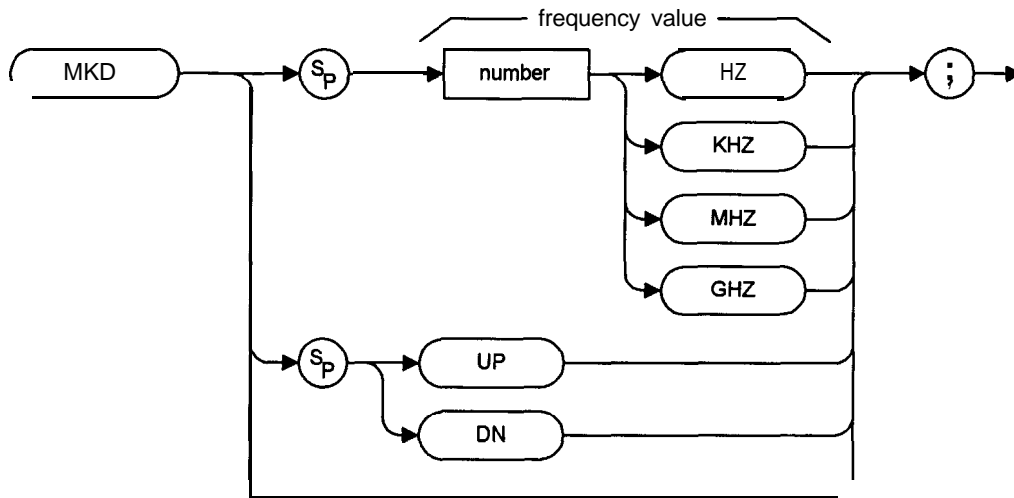 frequency value
MKD
SP
number
HZ
;
KHZ
MHZ
GHZ
SP
UP
DN